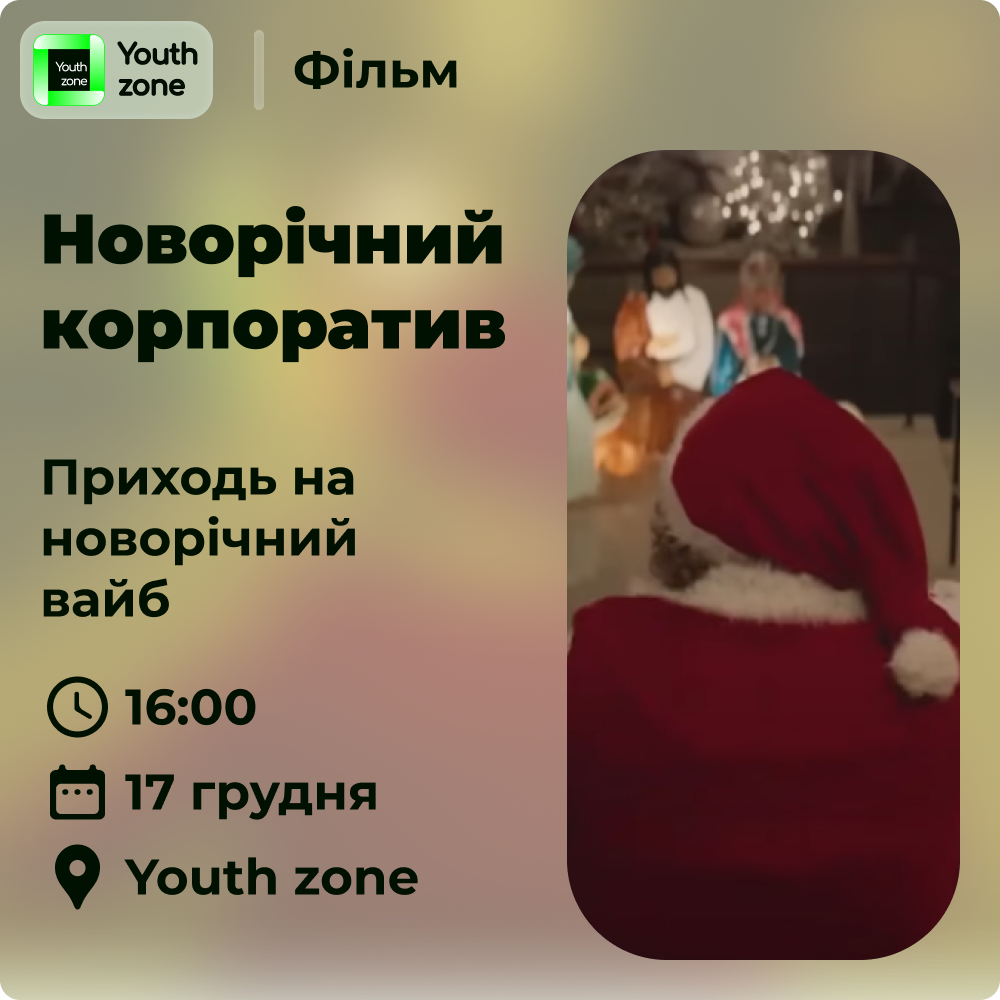 Youth
zone
Youth
zone
Фільм
Новорічний
корпоратив
Приходь на
новорічний
вайб
16:00
17 грудня
Youth zone